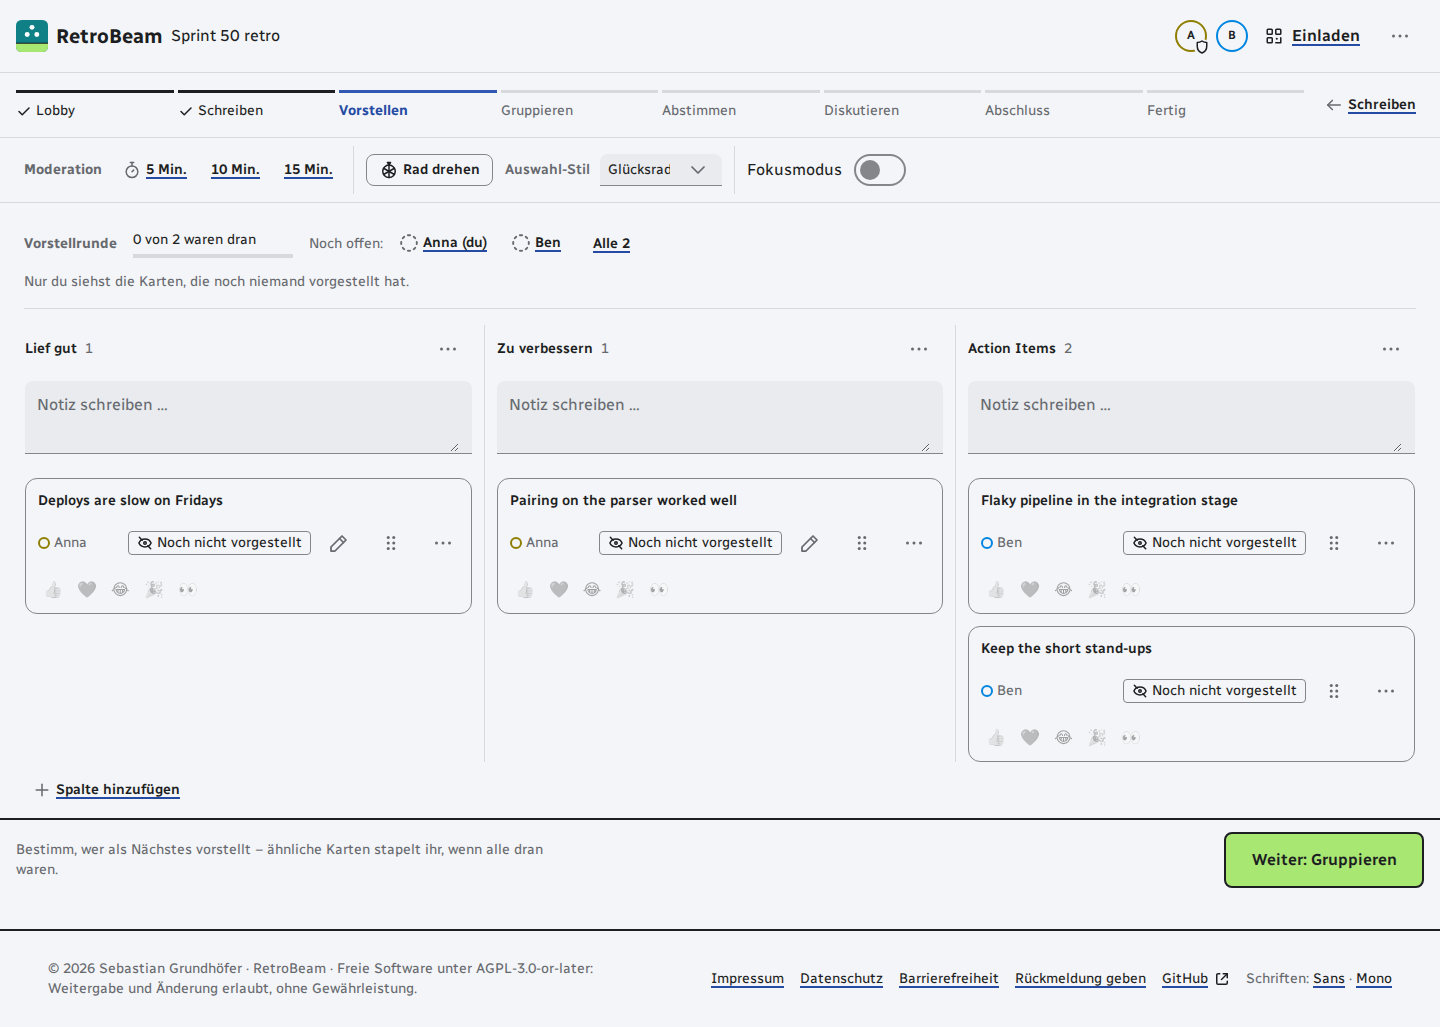 RetroBeam Sprint 50 retro
A B Einladen
Lobby Schreiben Vorstellen Gruppieren Abstimmen Diskutieren Abschluss Fertig Schreiben
Moderation 5 Min. 10 Min. 15 Min. Rad drehen Auswahl-Stil Glücksrad Fokusmodus
Vorstellrunde 0 von 2 waren dran Noch offen: Anna (du) Ben Alle 2
Nur du siehst die Karten, die noch niemand vorgestellt hat.
Lief gut 1
Notiz schreiben …
Deploys are slow on Fridays
Anna Noch nicht vorgestellt
Zu verbessern 1
Notiz schreiben …
Pairing on the parser worked well
Anna Noch nicht vorgestellt
Action Items 2
Notiz schreiben …
Flaky pipeline in the integration stage
Ben Noch nicht vorgestellt
Keep the short stand-ups
Ben Noch nicht vorgestellt
Spalte hinzufügen
Bestimm, wer als Nächstes vorstellt – ähnliche Karten stapelt ihr, wenn alle dran
waren.
Weiter: Gruppieren
© 2026 Sebastian Grundhöfer · RetroBeam · Freie Software unter AGPL-3.0-or-later:
Weitergabe und Änderung erlaubt, ohne Gewährleistung.
Impressum Datenschutz Barrierefreiheit Rückmeldung geben GitHub Schriften: Sans · Mono